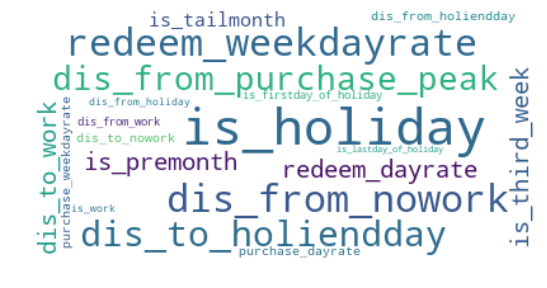 is_tailmonth
dis_from_holiendday
redeem_weekdayrate
dis_from_purchase_peak
is_firstday_of_holiday
dis_from_holiday
is_holiday
dis_from_work
dis_to_nowork
is_lastday_of_holiday
is_premonth
redeem_dayrate
dis_from_nowork
is_work
dis_to_holiendday
purchase_dayrate
dis_to_work
purchase_weekdayrate
is_third_week